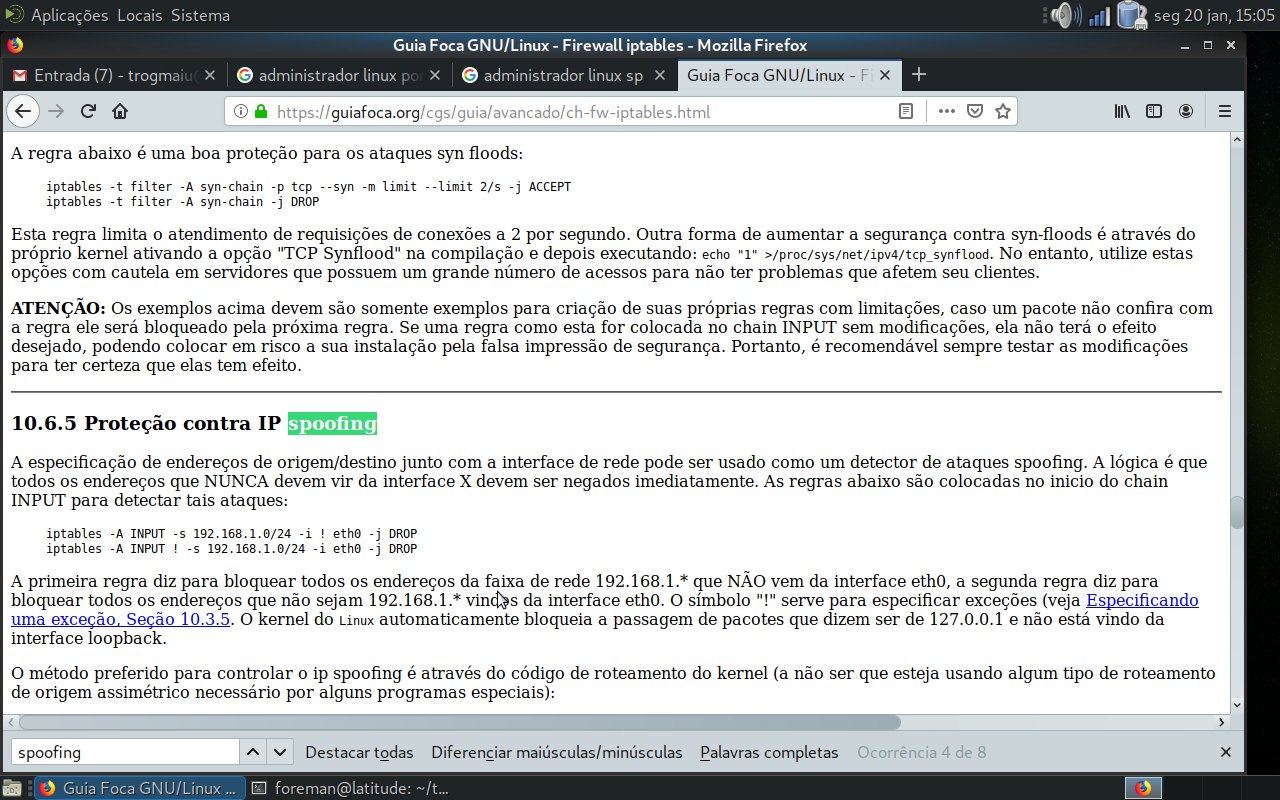 Aplicações Locais Sistema
seg 20 jan, 15:05
Guia Foca GNU/Linux - Firewall iptables - Mozilla Firefox
Entrada (7) - trogmaiu
administrador linux po
administrador linux sp
Guia Foca GNU/Linux - F
https://guiafoca.org/cgs/guia/avancado/ch-fw-iptables.html
A regra abaixo é uma boa proteção para os ataques syn floods:
iptables -t filter -A syn-chain -p tcp --syn -m limit --limit 2/s -j ACCEPT
iptables -t filter -A syn-chain -j DROP
Esta regra limita o atendimento de requisições de conexões a 2 por segundo. Outra forma de aumentar a segurança contra syn-floods é através do
próprio kernel ativando a opção "TCP Synflood" na compilação e depois executando: echo "1" >/proc/sys/net/ipv4/tcp_synflood. No entanto, utilize estas
opções com cautela em servidores que possuem um grande número de acessos para não ter problemas que afetem seu clientes.
ATENÇÃO: Os exemplos acima devem são somente exemplos para criação de suas próprias regras com limitações, caso um pacote não confira com
a regra ele será bloqueado pela próxima regra. Se uma regra como esta for colocada no chain INPUT sem modificações, ela não terá o efeito
desejado, podendo colocar em risco a sua instalação pela falsa impressão de segurança. Portanto, é recomendável sempre testar as modificações
para ter certeza que elas tem efeito.
10.6.5 Proteção contra IP spoofing
A especificação de endereços de origem/destino junto com a interface de rede pode ser usado como um detector de ataques spoofing. A lógica é que
todos os endereços que NUNCA devem vir da interface X devem ser negados imediatamente. As regras abaixo são colocadas no inicio do chain
INPUT para detectar tais ataques:
iptables -A INPUT -s 192.168.1.0/24 -i ! eth0 -j DROP
iptables -A INPUT ! -s 192.168.1.0/24 -i eth0 -j DROP
A primeira regra diz para bloquear todos os endereços da faixa de rede 192.168.1.* que NÃO vem da interface eth0, a segunda regra diz para
bloquear todos os endereços que não sejam 192.168.1.* vindos da interface eth0. O símbolo "!" serve para especificar exceções (veja Especificando
uma exceção, Seção 10.3.5. O kernel do Linux automaticamente bloqueia a passagem de pacotes que dizem ser de 127.0.0.1 e não está vindo da
interface loopback.
O método preferido para controlar o ip spoofing é através do código de roteamento do kernel (a não ser que esteja usando algum tipo de roteamento
de origem assimétrico necessário por alguns programas especiais):
spoofing
Destacar todas
Diferenciar maiúsculas/minúsculas
Palavras completas
Ocorrência 4 de 8
Guia Foca GNU/Linux ...
foreman@latitude: ~/t...